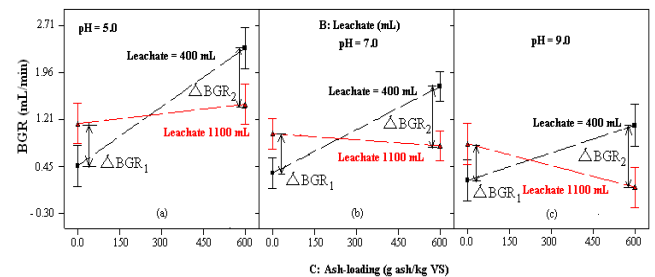 B: Leachate (mL)
pH = 5.0
pH = 7.0
pH = 9.0
BGR (mL/min)
2.71
1.96
1.21
0.45
-0.30
Leachate = 400 mL
△BGR2
Leachate 1100 mL
△BGR1
(a)
Leachate = 400 mL
△BGR2
Leachate 1100 mL
△BGR1
(b)
Leachate = 400 mL
△BGR2
△BGR1
Leachate 1100 mL
(c)
0.0 150 300 450 600 0.0 150 300 450 600 0.0 150 300 450 600
C: Ash-loading (g ash/kg VS)